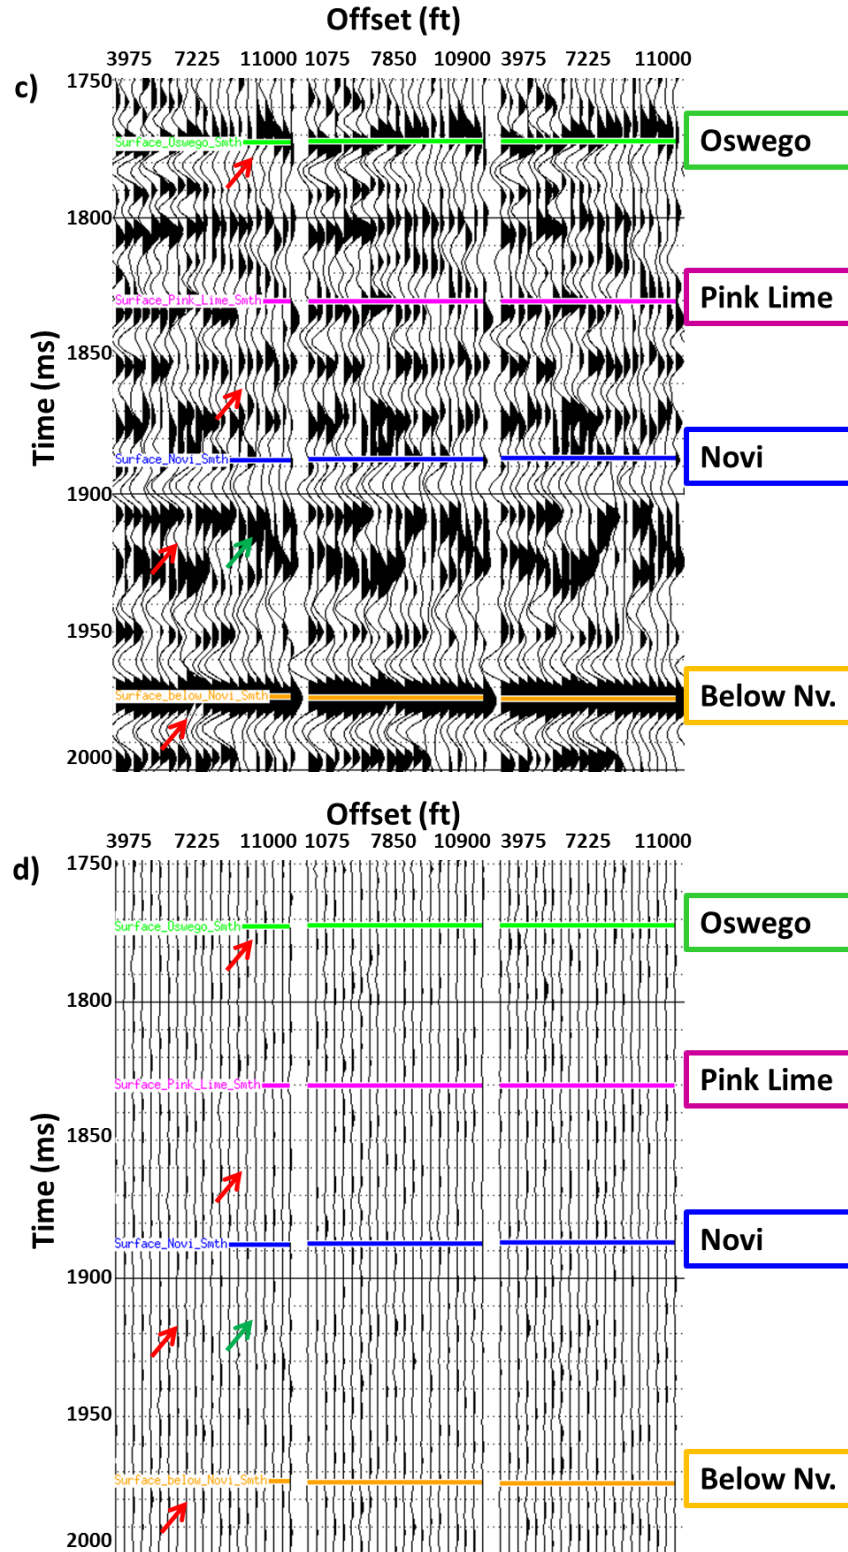 Offset (ft)
3975 7225 11000 1075 7850 10900 3975 7225 11000
c)
1750
Surface_Oswego_Smth
Oswego
1800
Surface_Pink_Lime_Smth
Pink Lime
1850
Time (ms)
Surface_Novi_Smth
Novi
1900
1950
Surface_below_Novi_Smth
Below Nv.
2000
Offset (ft)
3975 7225 11000 1075 7850 10900 3975 7225 11000
d)
1750
Surface_Oswego_Smth
Oswego
1800
Surface_Pink_Lime_Smth
Pink Lime
1850
Time (ms)
Surface_Novi_Smth
Novi
1900
1950
Surface_below_Novi_Smth
Below Nv.
2000